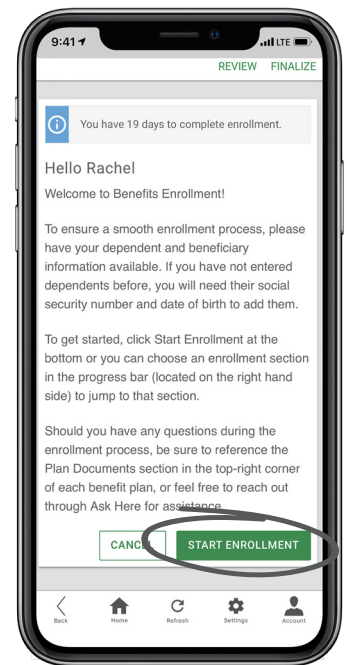 9:41 LTE
REVIEW FINALIZE
You have 19 days to complete enrollment.
Hello Rachel
Welcome to Benefits Enrollment!
To ensure a smooth enrollment process, please
have your dependent and beneficiary
information available. If you have not entered
dependents before, you will need their social
security number and date of birth to add them.
To get started, click Start Enrollment at the
bottom or you can choose an enrollment section
in the progress bar (located on the right hand
side) to jump to that section.
Should you have any questions during the
enrollment process, be sure to reference the
Plan Documents section in the top-right corner
of each benefit plan, or feel free to reach out
through Ask Here for assistance
CANCEL START ENROLLMENT
Back Home Refresh Settings Account